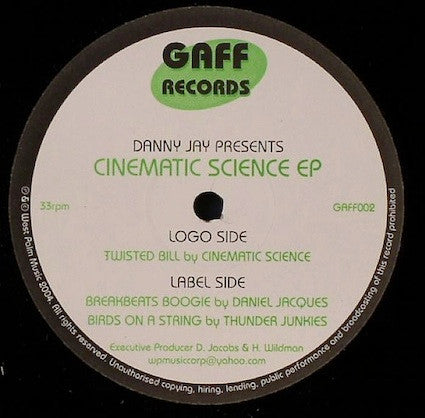 GAFF
RECORDS
DANNY JAY PRESENTS
CINEMATIC SCIENCE EP
33rpm
GAFF002
LOGO SIDE
TWISTED BILL by CINEMATIC SCIENCE
LABEL SIDE
BREAKBEATS BOOGIE by DANIEL JACQUES
BIRDS ON A STRING by THUNDER JUNKIES
Executive Producer D. Jacobs & H. Wildman
wpmusiccorp@yahoo.com
℗ & © West Palm Music 2004. All rights reserved. Unauthorised copying, hiring, lending, public performance and broadcasting of this record prohibited